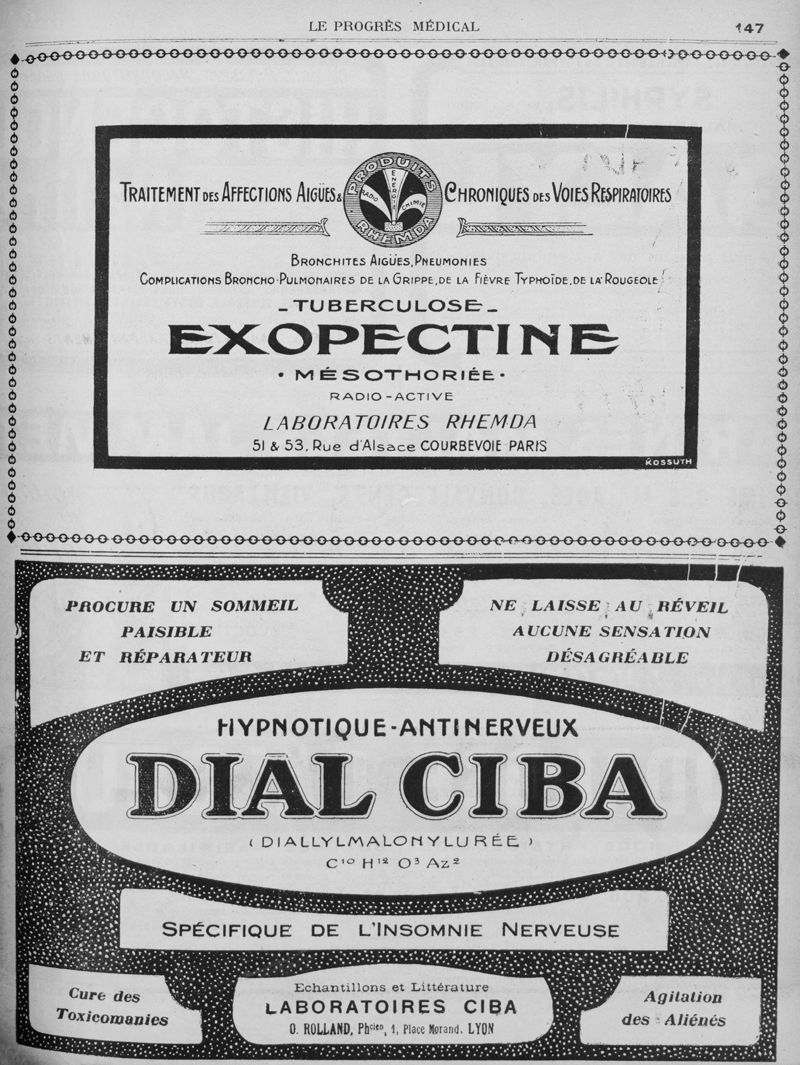 LE PROGRÈS MÉDICAL
147
TRAITEMENT DES AFFECTIONS AIGÜES & CHRONIQUES DES VOIES RESPIRATOIRES
PRODUITS
RADIO
ENERGIE
CHIMIE
RHEMDA
BRONCHITES AIGÜES, PNEUMONIES
COMPLICATIONS BRONCHO-PULMONAIRES DE LA GRIPPE, DE LA FIÈVRE TYPHOÏDE, DE LA ROUGEOLE
- TUBERCULOSE -
EXOPECTINE
· MÉSOTHORIÉE ·
RADIO-ACTIVE
LABORATOIRES RHEMDA
51 & 53, Rue d'Alsace COURBEVOIE PARIS
KOSSUTH
PROCURE UN SOMMEIL
PAISIBLE
ET RÉPARATEUR
NE LAISSE AU RÉVEIL
AUCUNE SENSATION
DÉSAGRÉABLE
HYPNOTIQUE-ANTINERVEUX
DIAL CIBA
(DIALLYLMALONYLURÉE)
C¹⁰ H¹² O³ Az²
SPÉCIFIQUE DE L'INSOMNIE NERVEUSE
Cure des
Toxicomanies
Echantillons et Littérature
LABORATOIRES CIBA
O. ROLLAND, Phcien, 1, Place Morand. LYON
Agitation
des Aliénés